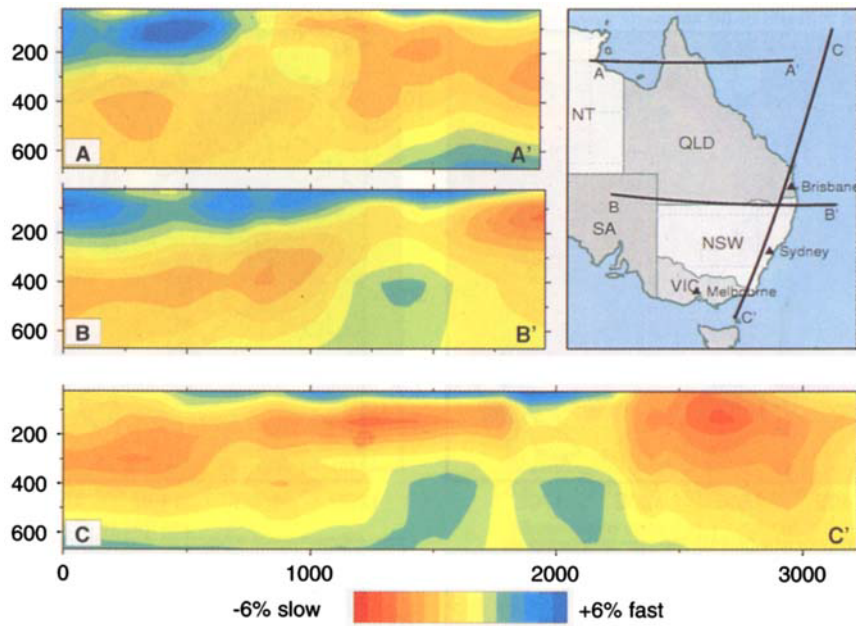 200
400
600
A
A'
200
400
600
B
B'
200
400
600
C
C'
0
1000
2000
3000
-6% slow
+6% fast
C
A
A'
NT
QLD
Brisbane
B
B'
SA
NSW
Sydney
VIC
Melbourne
C'